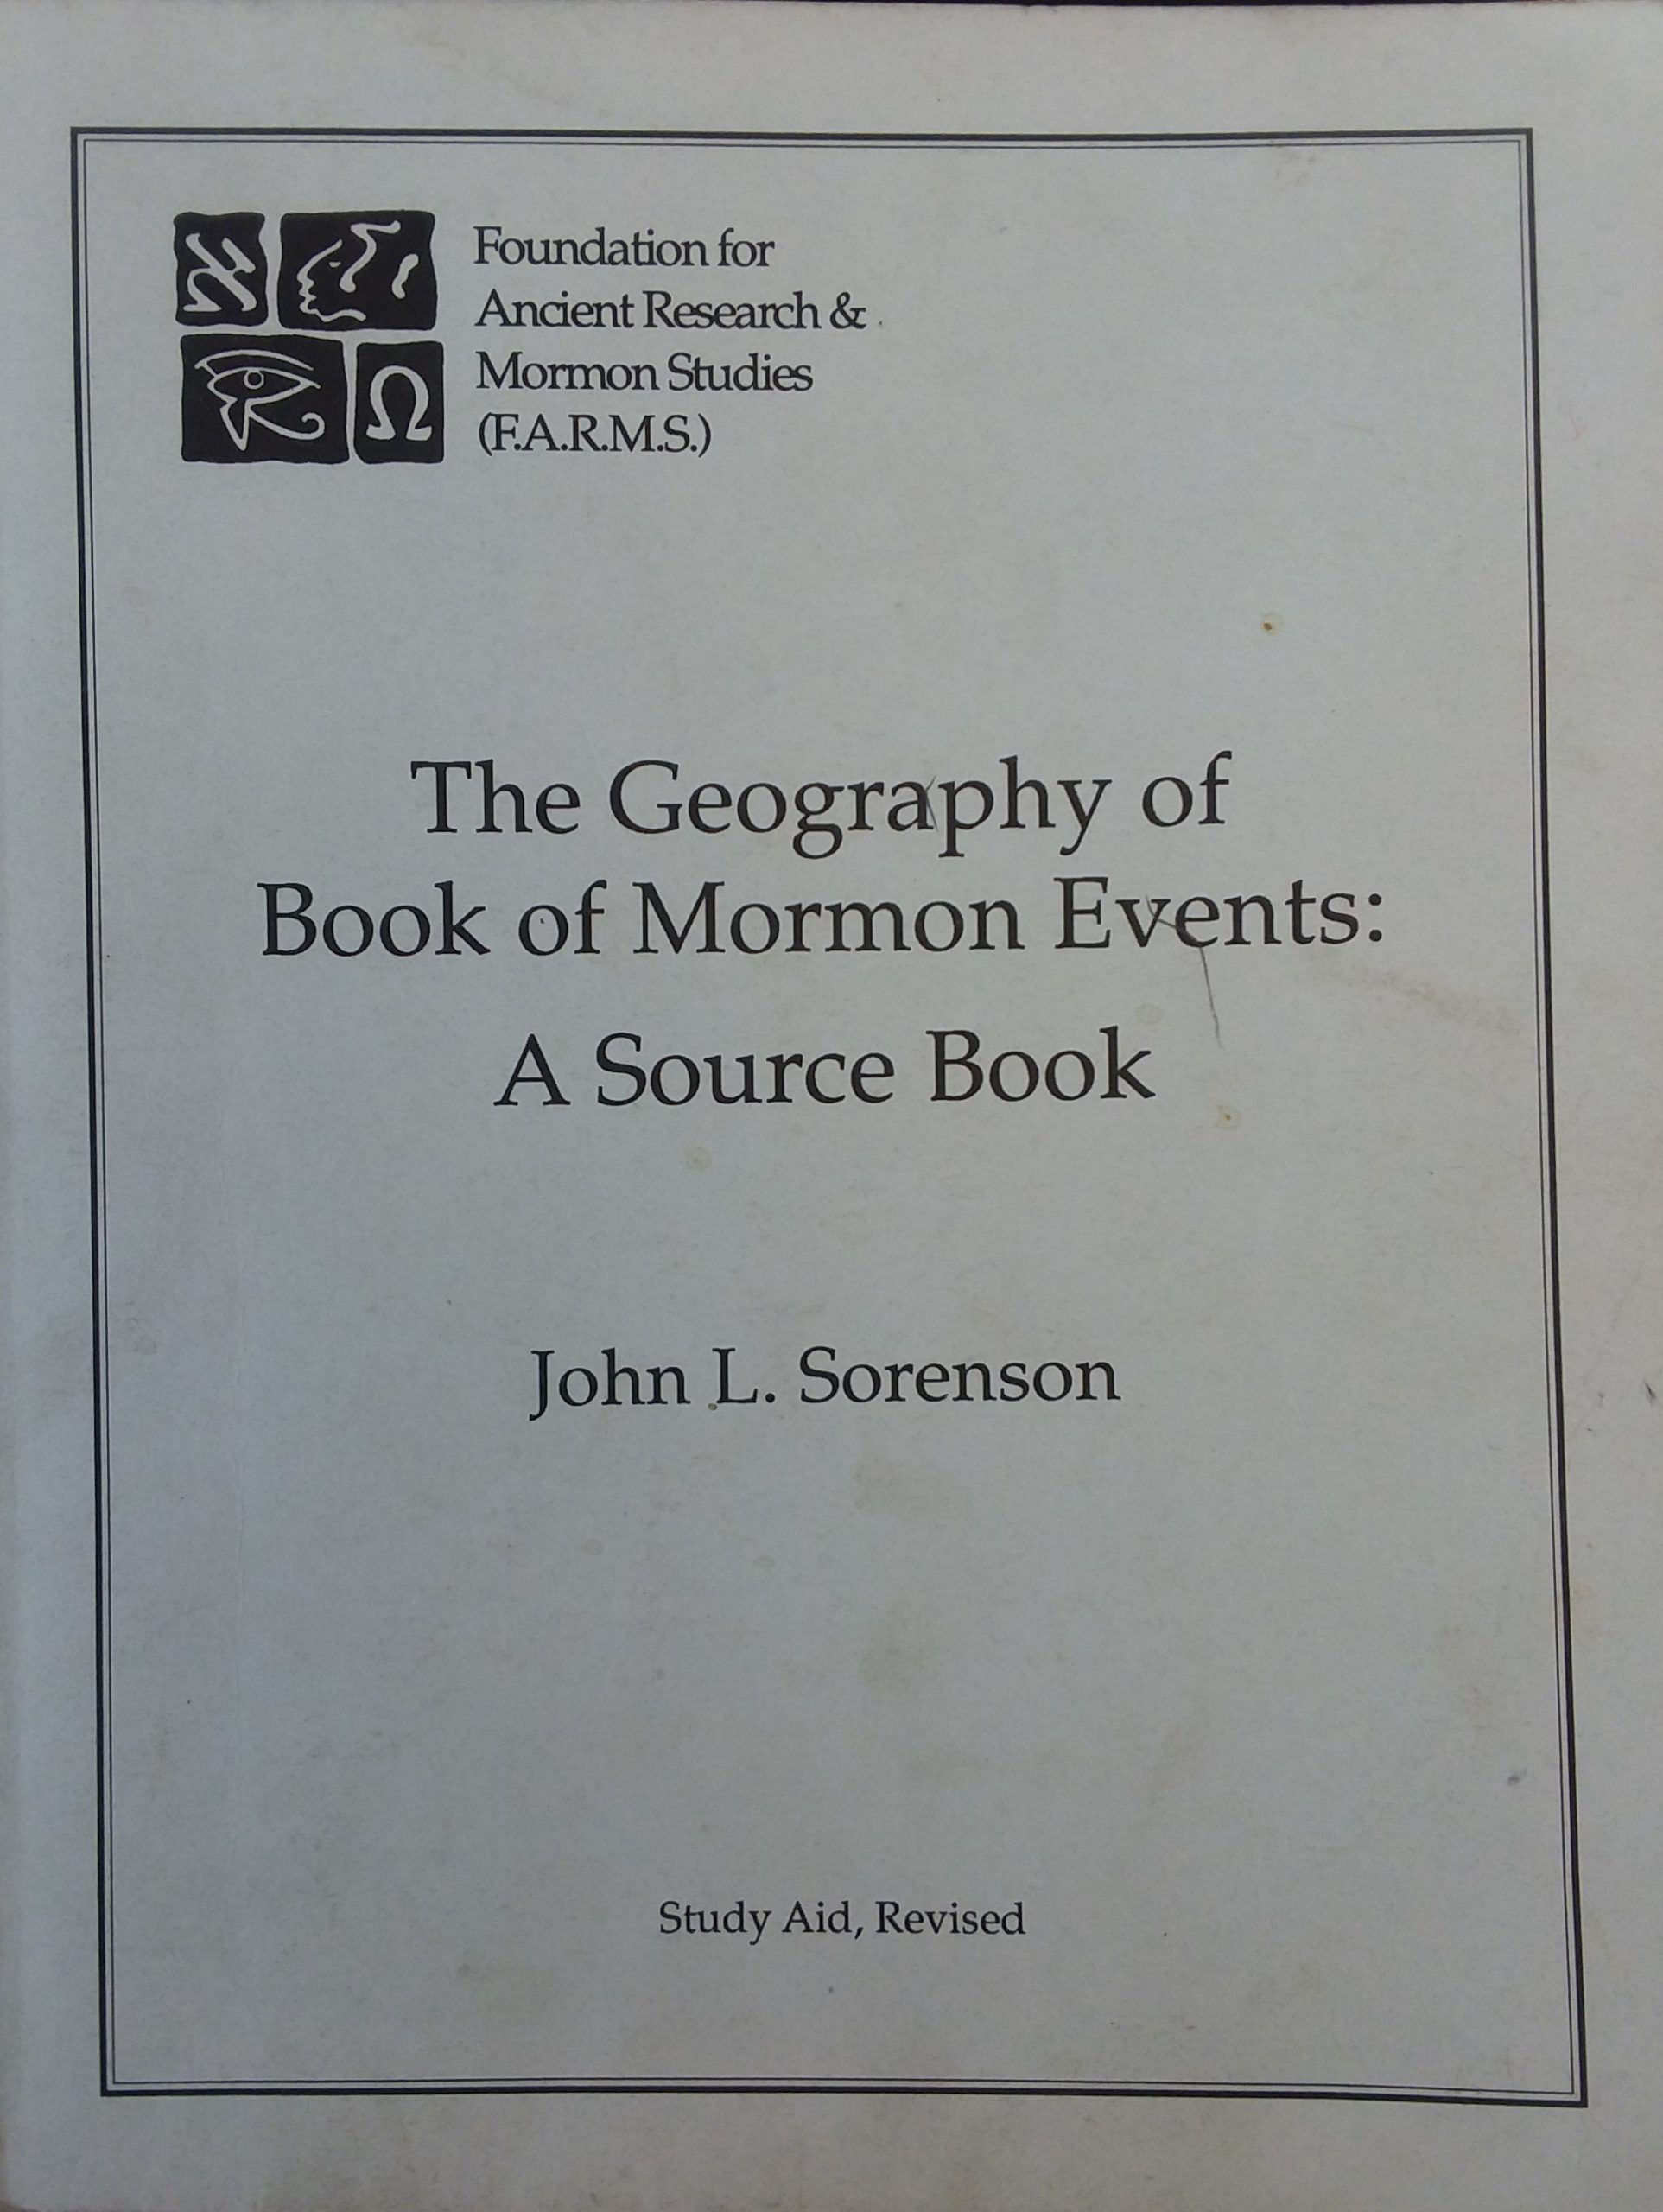 א
Ω
Foundation for
Ancient Research &
Mormon Studies
(F.A.R.M.S.)
The Geography of
Book of Mormon Events:
A Source Book
John L. Sorenson
Study Aid, Revised